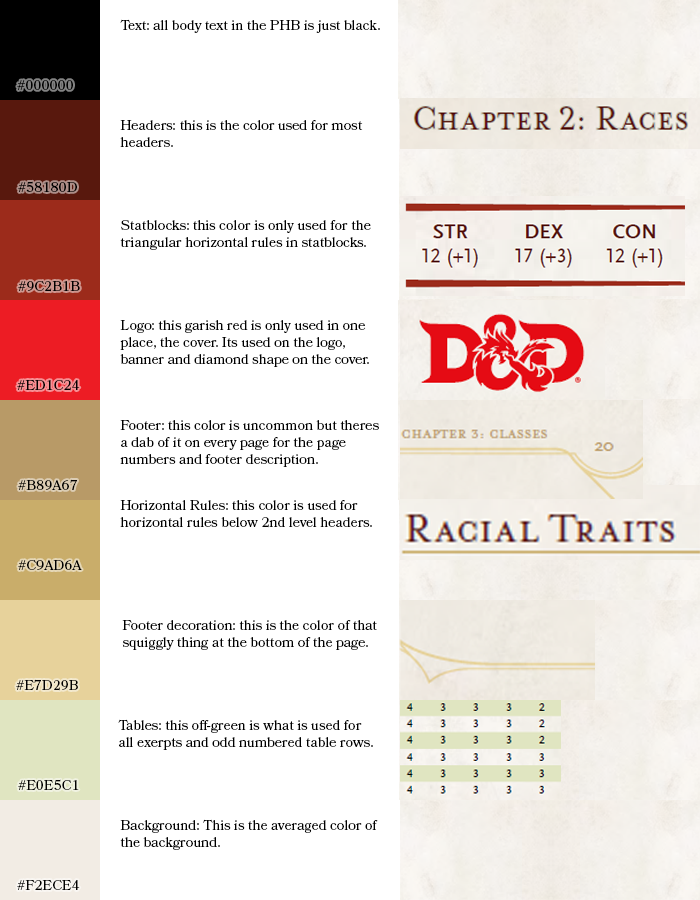 #000000
Text: all body text in the PHB is just black.
#58180D
Headers: this is the color used for most
headers.
CHAPTER 2: RACES
#9C2B1B
Statblocks: this color is only used for the
triangular horizontal rules in statblocks.
STR DEX CON
12 (+1) 17 (+3) 12 (+1)
#ED1C24
Logo: this garish red is only used in one
place, the cover. Its used on the logo,
banner and diamond shape on the cover.
D&D
®
#B89A67
Footer: this color is uncommon but theres
a dab of it on every page for the page
numbers and footer description.
CHAPTER 3: CLASSES
20
#C9AD6A
Horizontal Rules: this color is used for
horizontal rules below 2nd level headers.
RACIAL TRAITS
#E7D29B
Footer decoration: this is the color of that
squiggly thing at the bottom of the page.
#E0E5C1
Tables: this off-green is what is used for
all exerpts and odd numbered table rows.
4 3 3 3 2
4 3 3 3 2
4 3 3 3 2
4 3 3 3 3
4 3 3 3 3
4 3 3 3 3
#F2ECE4
Background: This is the averaged color of
the background.